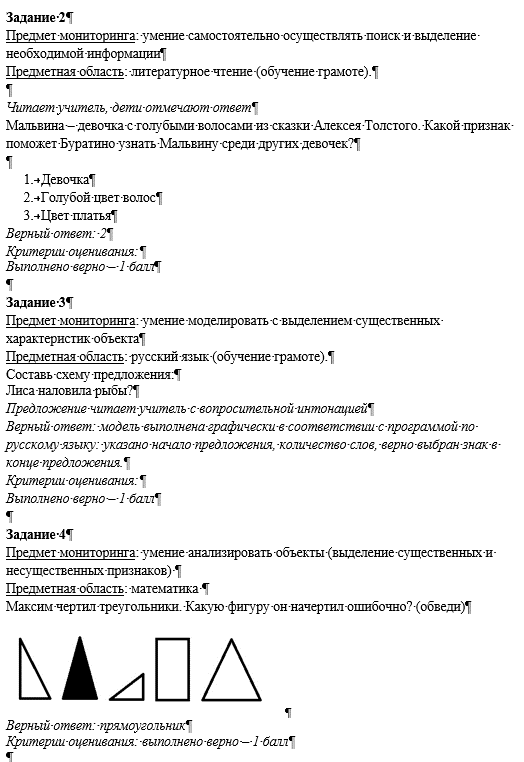 Задание 2¶
Предмет мониторинга: умение самостоятельно осуществлять поиск и выделение
необходимой информации¶
Предметная область: литературное чтение (обучение грамоте).¶
¶
Читает учитель, дети отмечают ответ¶
Мальвина – девочка с голубыми волосами из сказки Алексея Толстого. Какой признак
поможет Буратино узнать Мальвину среди других девочек?¶
¶
1.→Девочка¶
2.→Голубой цвет волос¶
3.→Цвет платья¶
Верный ответ: 2¶
Критерии оценивания: ¶
Выполнено верно – 1 балл¶
¶
Задание 3¶
Предмет мониторинга: умение моделировать с выделением существенных
характеристик объекта¶
Предметная область: русский язык (обучение грамоте).¶
Составь схему предложения:¶
Лиса наловила рыбы?¶
Предложение читает учитель с вопросительной интонацией¶
Верный ответ: модель выполнена графически в соответствии с программой по
русскому языку: указано начало предложения, количество слов, верно выбран знак в
конце предложения.¶
Критерии оценивания: ¶
Выполнено верно – 1 балл¶
¶
Задание 4¶
Предмет мониторинга: умение анализировать объекты (выделение существенных и
несущественных признаков) ¶
Предметная область: математика ¶
Максим чертил треугольники. Какую фигуру он начертил ошибочно? (обведи)¶
¶
Верный ответ: прямоугольник¶
Критерии оценивания: выполнено верно – 1 балл¶
¶